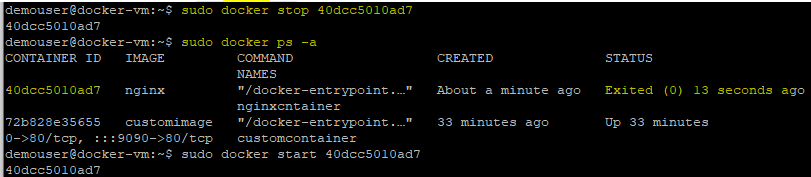 demouser@docker-vm:~$ sudo docker stop 40dcc5010ad7
40dcc5010ad7
demouser@docker-vm:~$ sudo docker ps -a
CONTAINER ID   IMAGE         COMMAND                  CREATED              STATUS
                             NAMES
40dcc5010ad7   nginx         "/docker-entrypoint.…"   About a minute ago   Exited (0) 13 seconds ago
                             nginxcntainer
72b828e35655   customimage   "/docker-entrypoint.…"   33 minutes ago       Up 33 minutes
0->80/tcp, :::9090->80/tcp   customcontainer
demouser@docker-vm:~$ sudo docker start 40dcc5010ad7
40dcc5010ad7